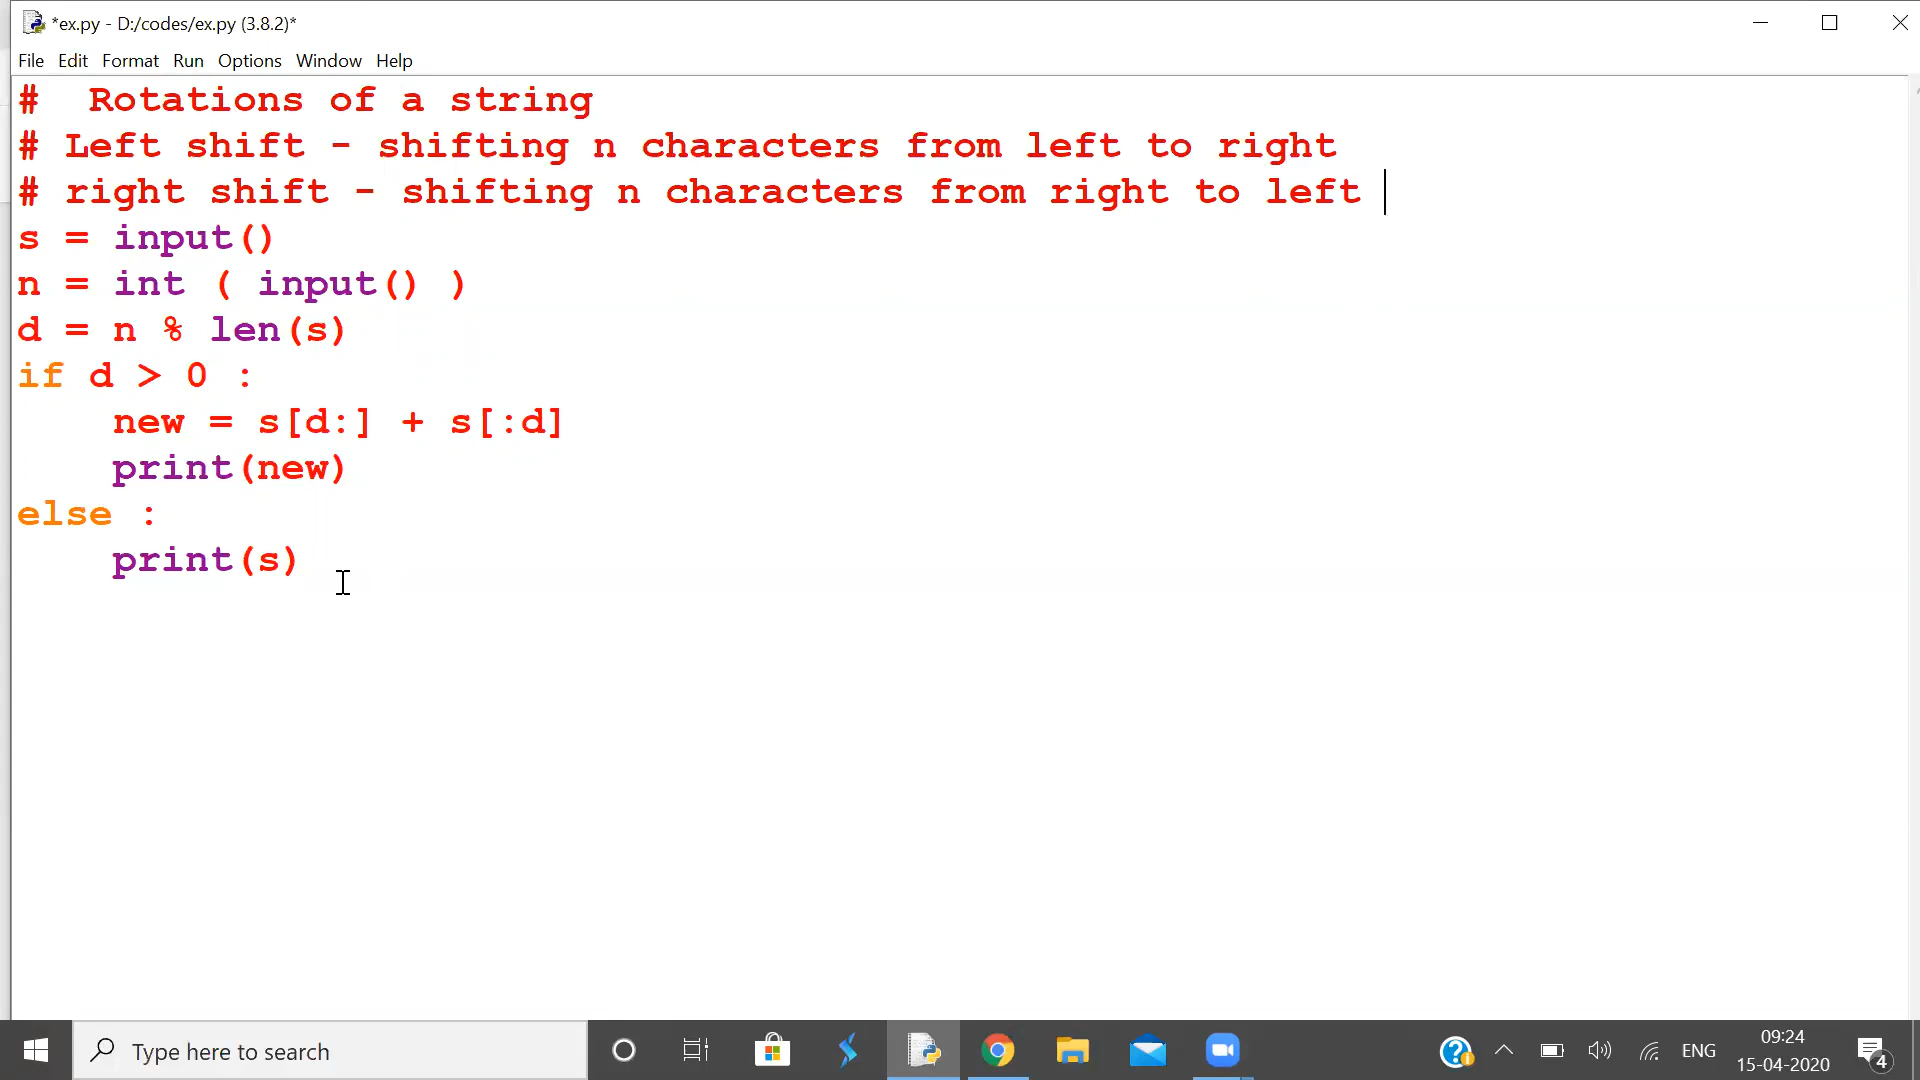 *ex.py - D:/codes/ex.py (3.8.2)*
File Edit Format Run Options Window Help
#  Rotations of a string
# Left shift - shifting n characters from left to right
# right shift - shifting n characters from right to left
s = input()
n = int ( input() )
d = n % len(s)
if d > 0 :
    new = s[d:] + s[:d]
    print(new)
else :
    print(s)
Type here to search
ENG
09:24
15-04-2020
4